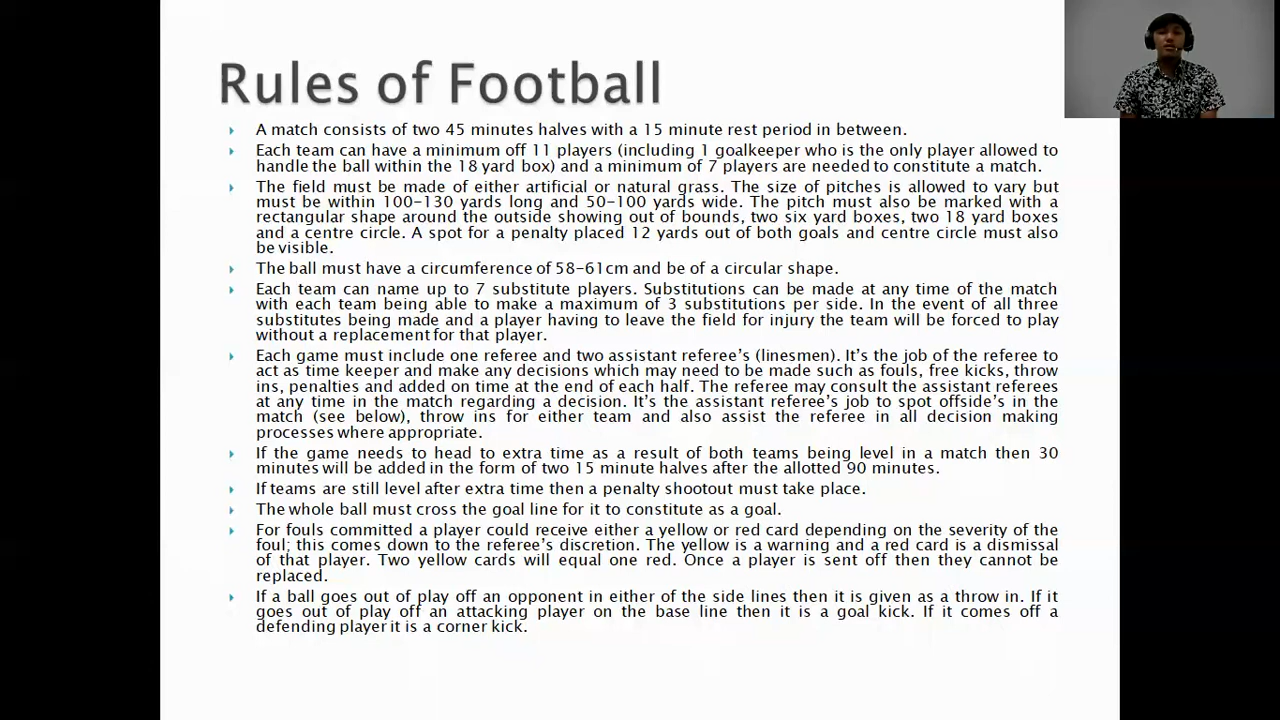 Rules of Football
A match consists of two 45 minutes halves with a 15 minute rest period in between.
Each team can have a minimum off 11 players (including 1 goalkeeper who is the only player allowed to
handle the ball within the 18 yard box) and a minimum of 7 players are needed to constitute a match.
The field must be made of either artificial or natural grass. The size of pitches is allowed to vary but
must be within 100-130 yards long and 50-100 yards wide. The pitch must also be marked with a
rectangular shape around the outside showing out of bounds, two six yard boxes, two 18 yard boxes
and a centre circle. A spot for a penalty placed 12 yards out of both goals and centre circle must also
be visible.
The ball must have a circumference of 58-61cm and be of a circular shape.
Each team can name up to 7 substitute players. Substitutions can be made at any time of the match
with each team being able to make a maximum of 3 substitutions per side. In the event of all three
substitutes being made and a player having to leave the field for injury the team will be forced to play
without a replacement for that player.
Each game must include one referee and two assistant referee's (linesmen). It's the job of the referee to
act as time keeper and make any decisions which may need to be made such as fouls, free kicks, throw
ins, penalties and added on time at the end of each half. The referee may consult the assistant referees
at any time in the match regarding a decision. It's the assistant referee's job to spot offside's in the
match (see below), throw ins for either team and also assist the referee in all decision making
processes where appropriate.
If the game needs to head to extra time as a result of both teams being level in a match then 30
minutes will be added in the form of two 15 minute halves after the allotted 90 minutes.
If teams are still level after extra time then a penalty shootout must take place.
The whole ball must cross the goal line for it to constitute as a goal.
For fouls committed a player could receive either a yellow or red card depending on the severity of the
foul; this comes down to the referee's discretion. The yellow is a warning and a red card is a dismissal
of that player. Two yellow cards will equal one red. Once a player is sent off then they cannot be
replaced.
If a ball goes out of play off an opponent in either of the side lines then it is given as a throw in. If it
goes out of play off an attacking player on the base line then it is a goal kick. If it comes off a
defending player it is a corner kick.